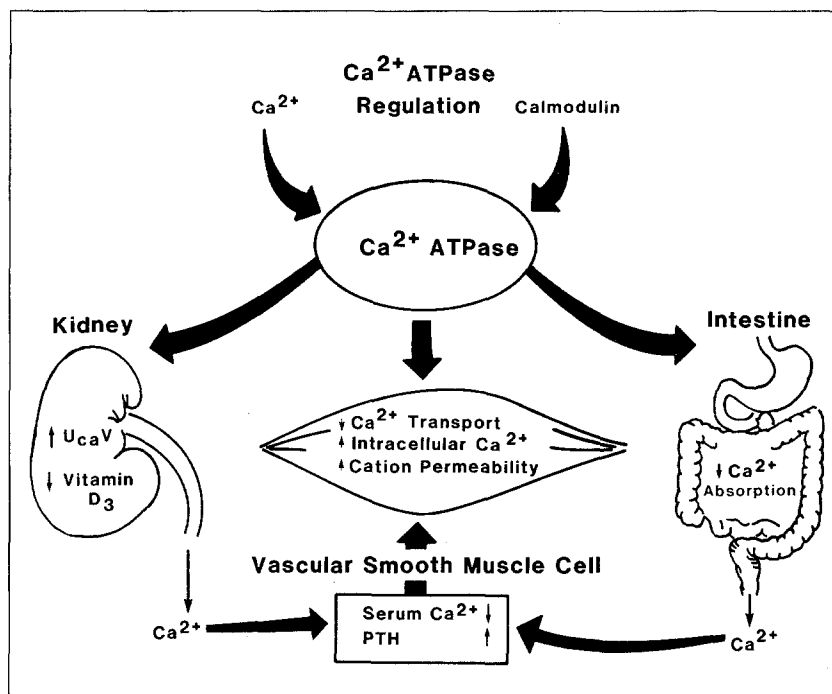 Ca²⁺ATPase
Regulation
Ca²⁺
Calmodulin
Ca²⁺ ATPase
Kidney
Intestine
↑ UCaV
↓ Vitamin
D₃
↓ Ca²⁺ Transport
↑ Intracellular Ca²⁺
↑ Cation Permeability
↓ Ca²⁺
Absorption
Vascular Smooth Muscle Cell
Serum Ca²⁺ ↓
PTH ↑
Ca²⁺
Ca²⁺